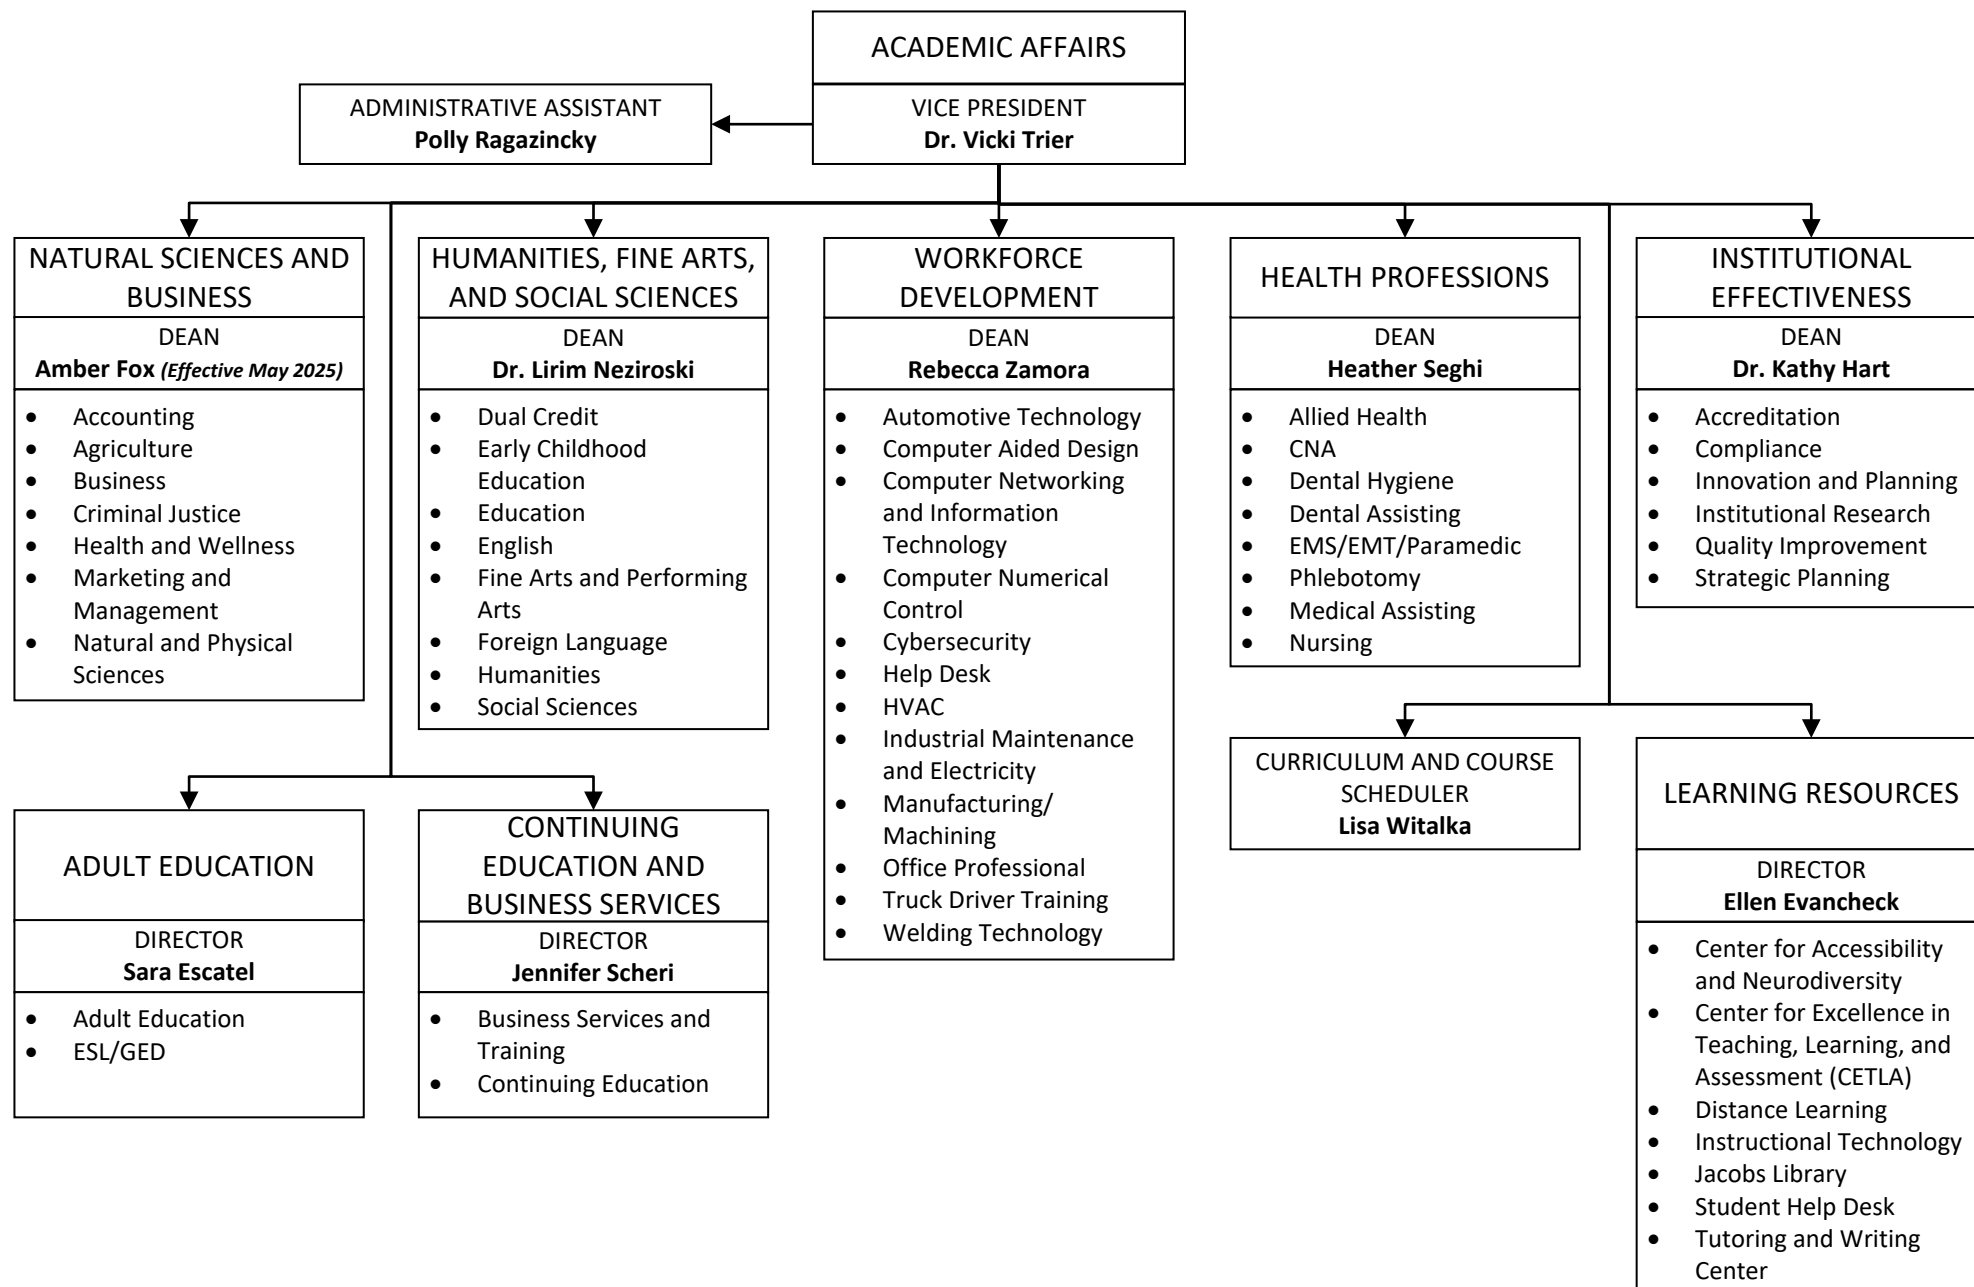 ACADEMIC AFFAIRS
VICE PRESIDENT
Dr. Vicki Trier
ADMINISTRATIVE ASSISTANT
Polly Ragazincky
NATURAL SCIENCES AND
BUSINESS
DEAN
Amber Fox (Effective May 2025)
• Accounting
• Agriculture
• Business
• Criminal Justice
• Health and Wellness
• Marketing and
Management
• Natural and Physical
Sciences
HUMANITIES, FINE ARTS,
AND SOCIAL SCIENCES
DEAN
Dr. Lirim Neziroski
• Dual Credit
• Early Childhood
Education
• Education
• English
• Fine Arts and Performing
Arts
• Foreign Language
• Humanities
• Social Sciences
WORKFORCE
DEVELOPMENT
DEAN
Rebecca Zamora
• Automotive Technology
• Computer Aided Design
• Computer Networking
and Information
Technology
• Computer Numerical
Control
• Cybersecurity
• Help Desk
• HVAC
• Industrial Maintenance
and Electricity
• Manufacturing/
Machining
• Office Professional
• Truck Driver Training
• Welding Technology
HEALTH PROFESSIONS
DEAN
Heather Seghi
• Allied Health
• CNA
• Dental Hygiene
• Dental Assisting
• EMS/EMT/Paramedic
• Phlebotomy
• Medical Assisting
• Nursing
INSTITUTIONAL
EFFECTIVENESS
DEAN
Dr. Kathy Hart
• Accreditation
• Compliance
• Innovation and Planning
• Institutional Research
• Quality Improvement
• Strategic Planning
ADULT EDUCATION
DIRECTOR
Sara Escatel
• Adult Education
• ESL/GED
CONTINUING
EDUCATION AND
BUSINESS SERVICES
DIRECTOR
Jennifer Scheri
• Business Services and
Training
• Continuing Education
CURRICULUM AND COURSE
SCHEDULER
Lisa Witalka
LEARNING RESOURCES
DIRECTOR
Ellen Evancheck
• Center for Accessibility
and Neurodiversity
• Center for Excellence in
Teaching, Learning, and
Assessment (CETLA)
• Distance Learning
• Instructional Technology
• Jacobs Library
• Student Help Desk
• Tutoring and Writing
Center